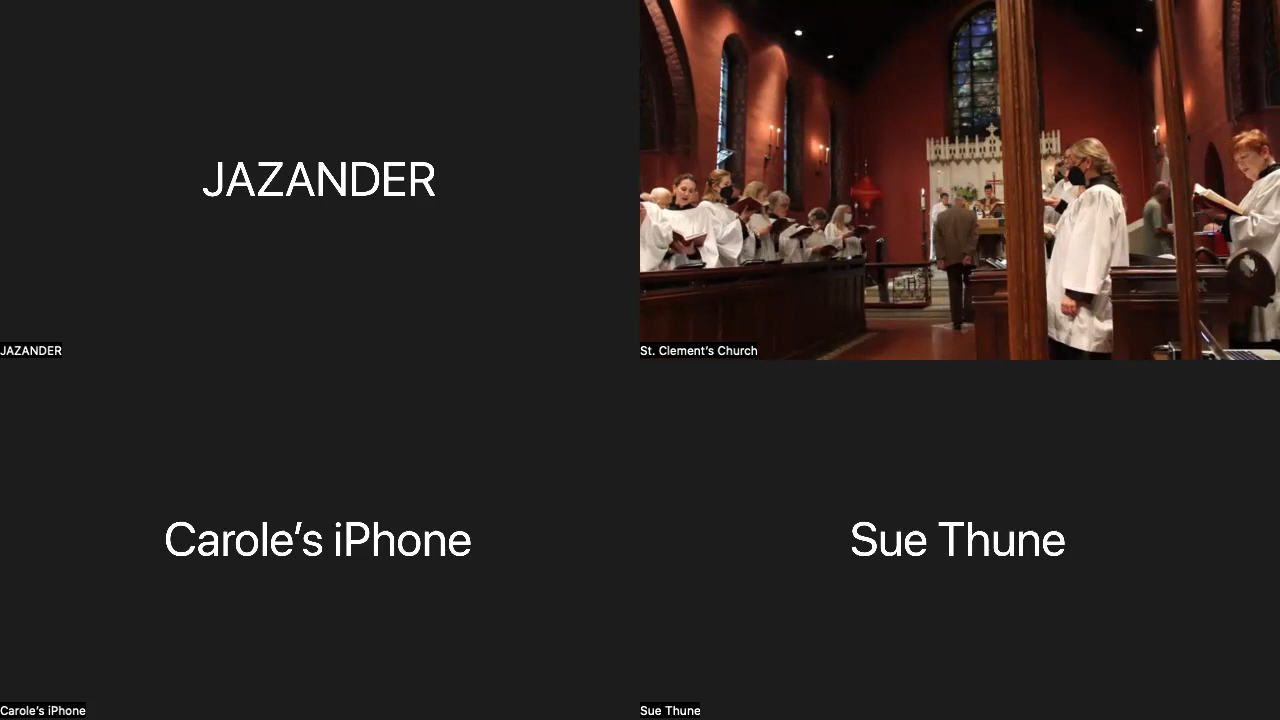 JAZANDER
JAZANDER
St. Clement's Church
Carole's iPhone
Sue Thune
Carole's iPhone
Sue Thune